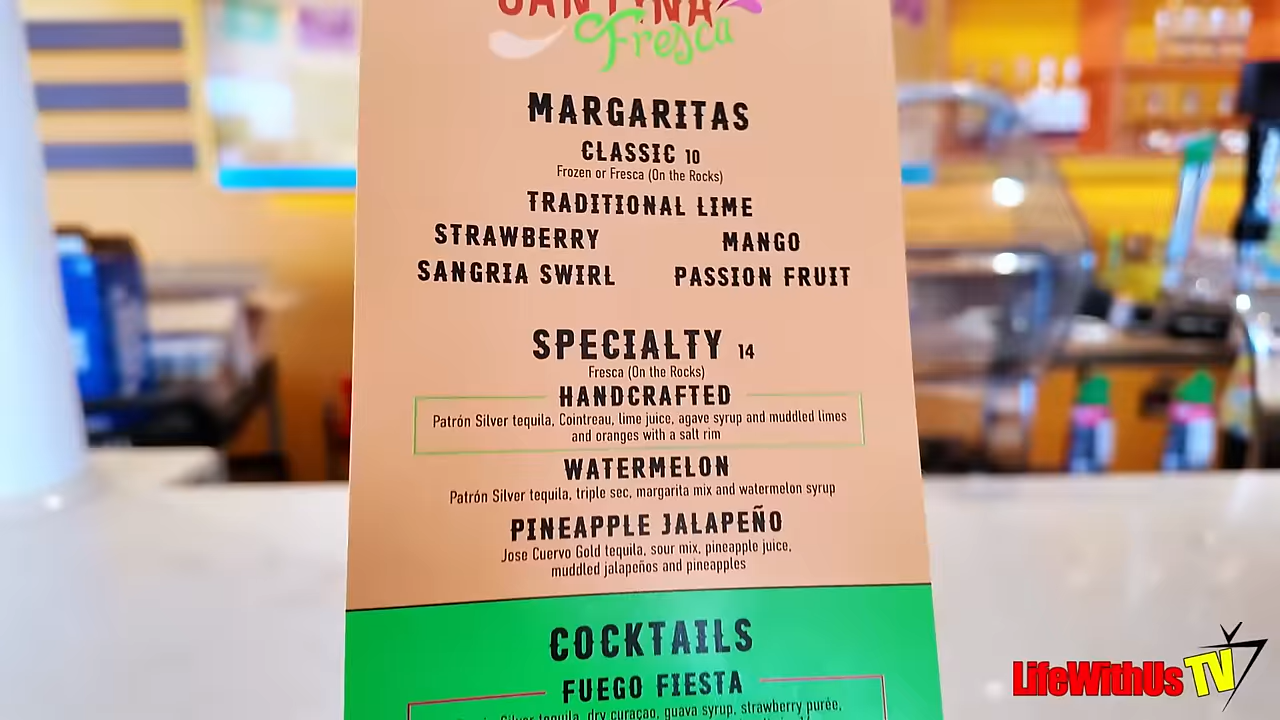 Fresca
MARGARITAS
CLASSIC 10
Frozen or Fresca (On the Rocks)
TRADITIONAL LIME
STRAWBERRY MANGO
SANGRIA SWIRL PASSION FRUIT
SPECIALTY 14
Fresca (On the Rocks)
HANDCRAFTED
Patrón Silver tequila, Cointreau, lime juice, agave syrup and muddled limes
and oranges with a salt rim
WATERMELON
Patrón Silver tequila, triple sec, margarita mix and watermelon syrup
PINEAPPLE JALAPEÑO
Jose Cuervo Gold tequila, sour mix, pineapple juice,
muddled jalapeños and pineapples
COCKTAILS
FUEGO FIESTA
Silver tequila, dry curaçao, guava syrup, strawberry purée,
LifeWithUs TV